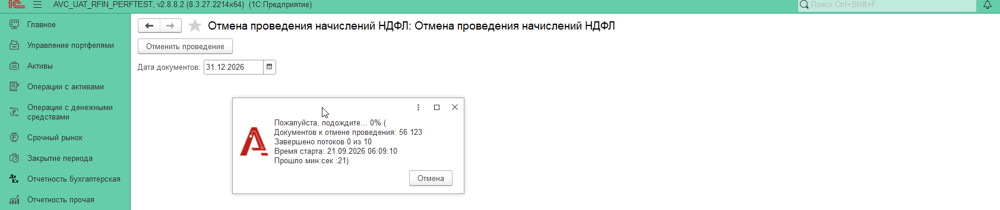 1С AVC_UAT_RFIN_PERFTEST, v2.8.8.2 (8.3.27.2214x64) (1С:Предприятие)
Поиск Ctrl+Shift+F
Главное
Управление портфелями
Активы
Операции с активами
Операции с денежными
средствами
Срочный рынок
Закрытие периода
Дт Кт Отчетность бухгалтерская
Отчетность прочая
Отмена проведения начислений НДФЛ: Отмена проведения начислений НДФЛ
Отменить проведение
Дата документов: 31.12.2026
Пожалуйста, подождите... 0% (
Документов к отмене проведения: 56 123
Завершено потоков 0 из 10
Время старта: 21.09.2026 06:09:10
Прошло мин:сек :21)
Отмена